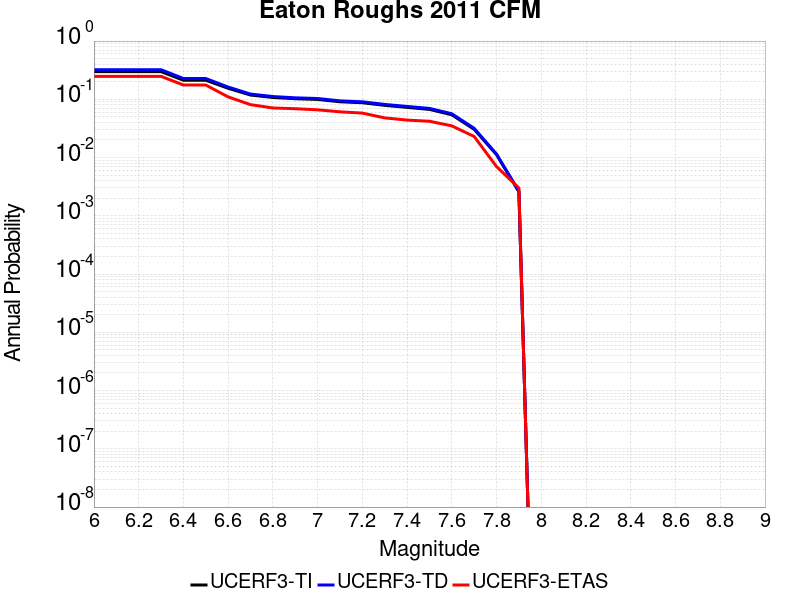 Eaton Roughs 2011 CFM
10^0
10^-1
10^-2
10^-3
10^-4
10^-5
10^-6
10^-7
10^-8
Annual Probability
6 6.2 6.4 6.6 6.8 7 7.2 7.4 7.6 7.8 8 8.2 8.4 8.6 8.8 9
Magnitude
UCERF3-TI UCERF3-TD UCERF3-ETAS